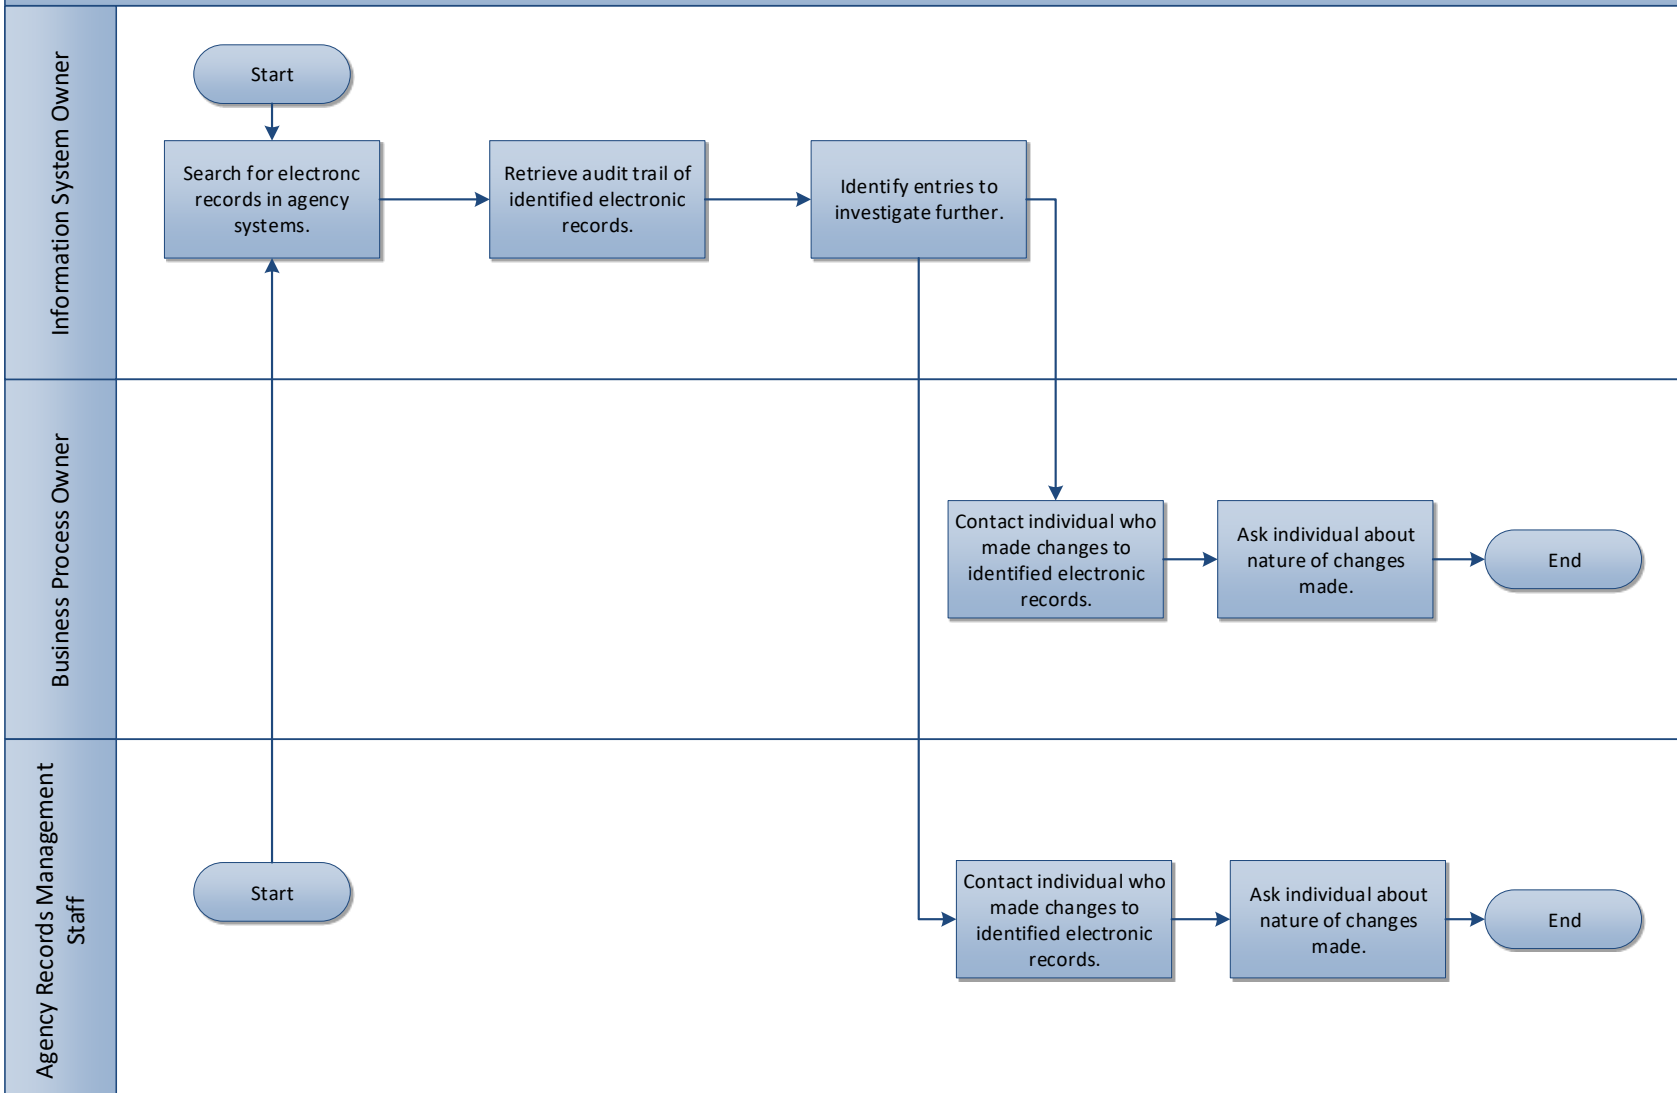 Information System Owner
Start
Search for electronc
records in agency
systems.
Retrieve audit trail of
identified electronic
records.
Identify entries to
investigate further.
Business Process Owner
Contact individual who
made changes to
identified electronic
records.
Ask individual about
nature of changes
made.
End
Agency Records Management
Staff
Start
Contact individual who
made changes to
identified electronic
records.
Ask individual about
nature of changes
made.
End